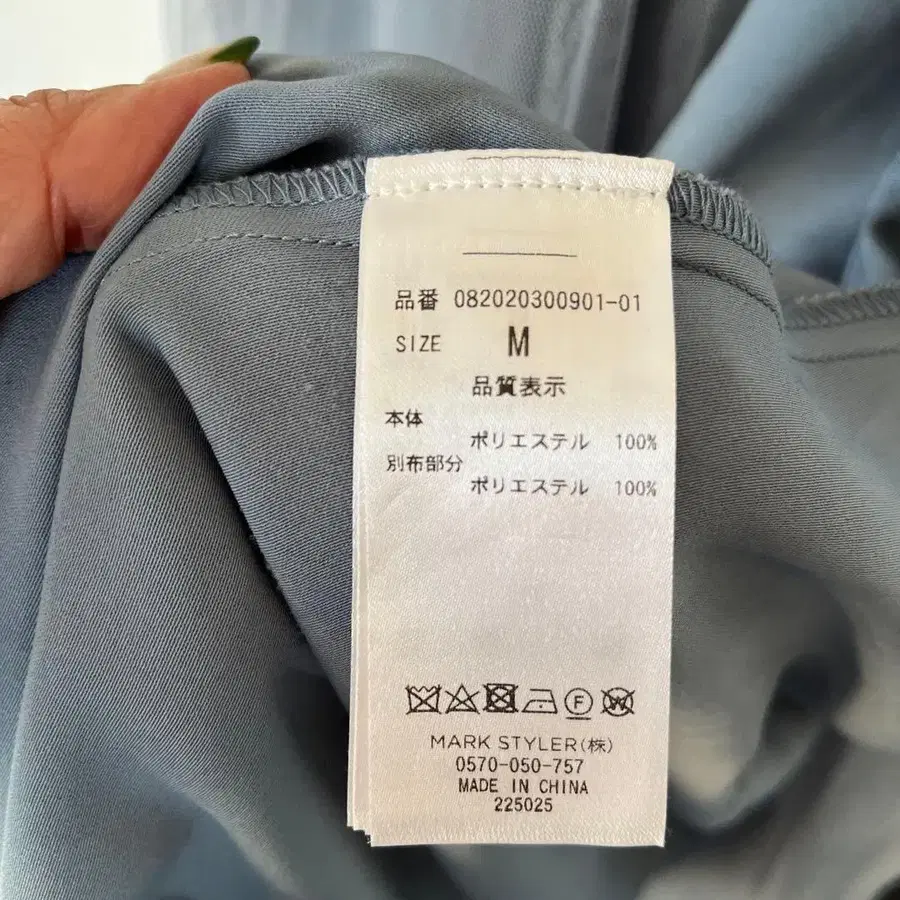 品番 082020300901-01
SIZE M
品質表示
本体
ポリエステル 100%
別布部分
ポリエステル 100%
MARK STYLER(株)
0570-050-757
MADE IN CHINA
225025